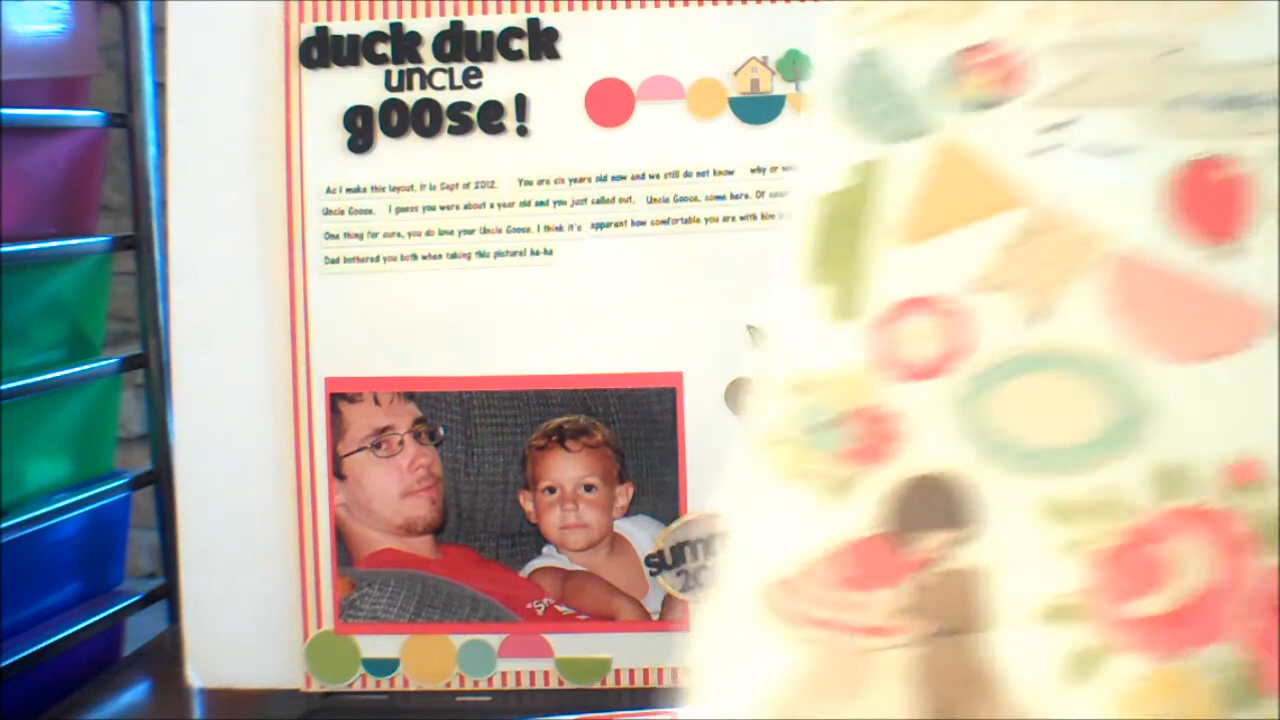 duck duck
uncle
goose!
As I make this layout, it is Sept of 2012. You are six years old now and we still do not know why or
Uncle Goose. I guess you were about a year old and you just called out, Uncle Goose, come here. Of
One thing for sure, you do love your Uncle Goose. I think it's apparent how comfortable you are with him
Dad bothered you both when taking this picture! ha-ha